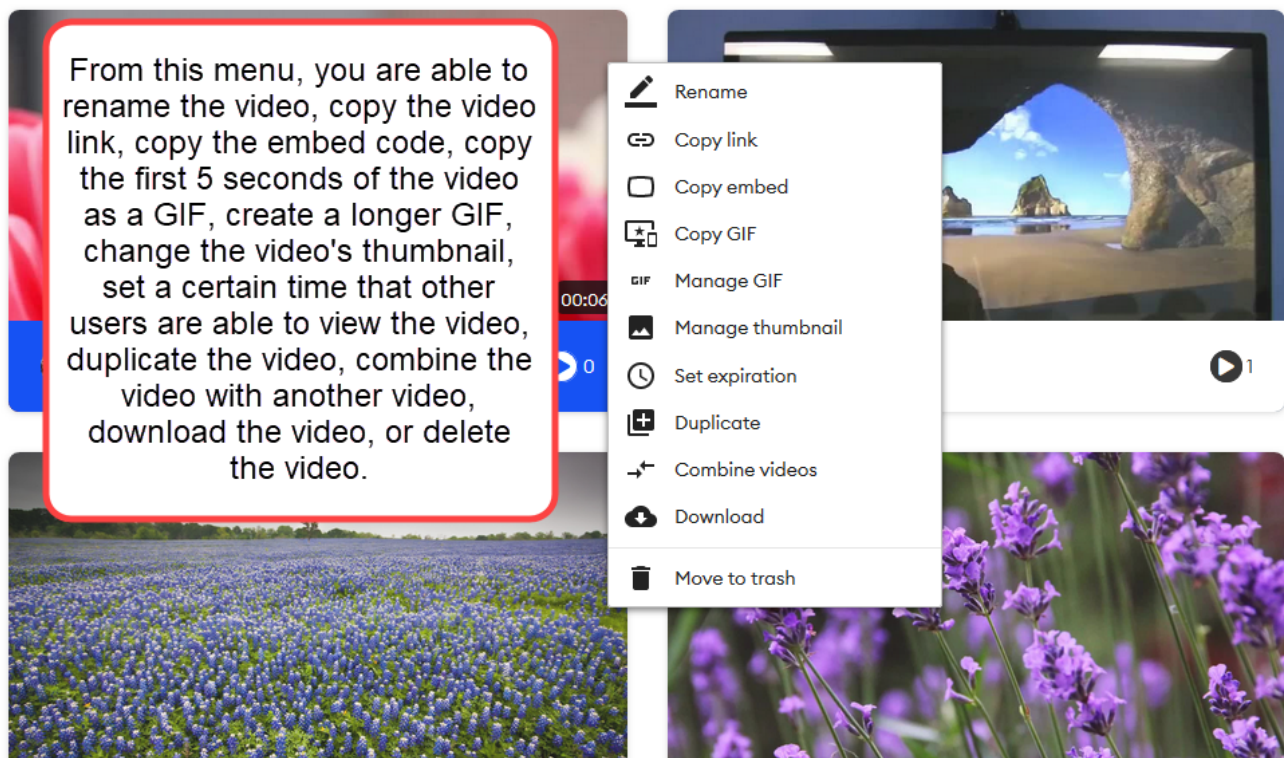 From this menu, you are able to
rename the video, copy the video
link, copy the embed code, copy
the first 5 seconds of the video
as a GIF, create a longer GIF,
change the video's thumbnail,
set a certain time that other
users are able to view the video,
duplicate the video, combine the
video with another video,
download the video, or delete
the video.
00:06
0
Rename
Copy link
Copy embed
Copy GIF
GIF Manage GIF
Manage thumbnail
Set expiration
Duplicate
Combine videos
Download
Move to trash
1